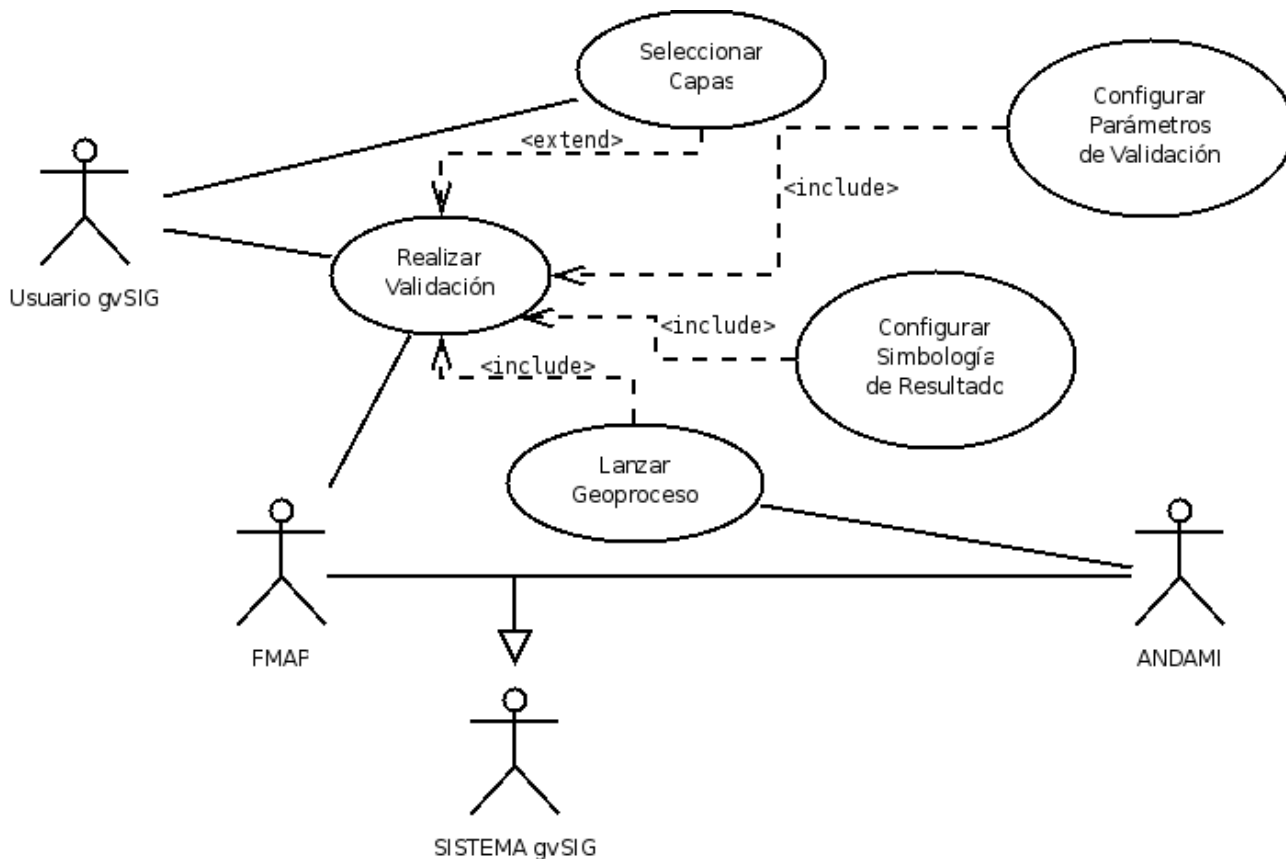 Seleccionar
Capas
Configurar
Parámetros
de Validación
<extend>
<include>
Usuario gvSIG
Realizar
Validación
<include>
Configurar
Simbología
de Resultado
<include>
Lanzar
Geoproceso
FMAP
ANDAMI
SISTEMA gvSIG